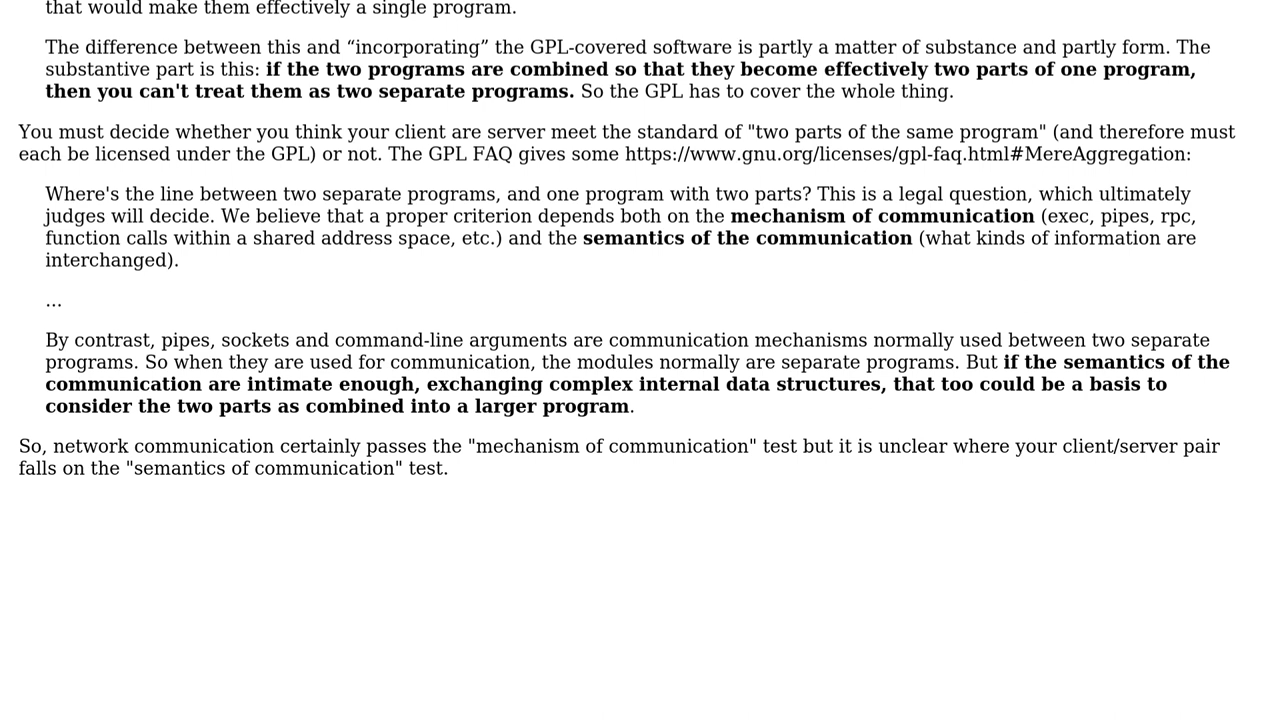 that would make them effectively a single program.
The difference between this and “incorporating” the GPL-covered software is partly a matter of substance and partly form. The
substantive part is this: if the two programs are combined so that they become effectively two parts of one program,
then you can't treat them as two separate programs. So the GPL has to cover the whole thing.
You must decide whether you think your client are server meet the standard of "two parts of the same program" (and therefore must
each be licensed under the GPL) or not. The GPL FAQ gives some https://www.gnu.org/licenses/gpl-faq.html#MereAggregation:
Where's the line between two separate programs, and one program with two parts? This is a legal question, which ultimately
judges will decide. We believe that a proper criterion depends both on the mechanism of communication (exec, pipes, rpc,
function calls within a shared address space, etc.) and the semantics of the communication (what kinds of information are
interchanged).
...
By contrast, pipes, sockets and command-line arguments are communication mechanisms normally used between two separate
programs. So when they are used for communication, the modules normally are separate programs. But if the semantics of the
communication are intimate enough, exchanging complex internal data structures, that too could be a basis to
consider the two parts as combined into a larger program.
So, network communication certainly passes the "mechanism of communication" test but it is unclear where your client/server pair
falls on the "semantics of communication" test.